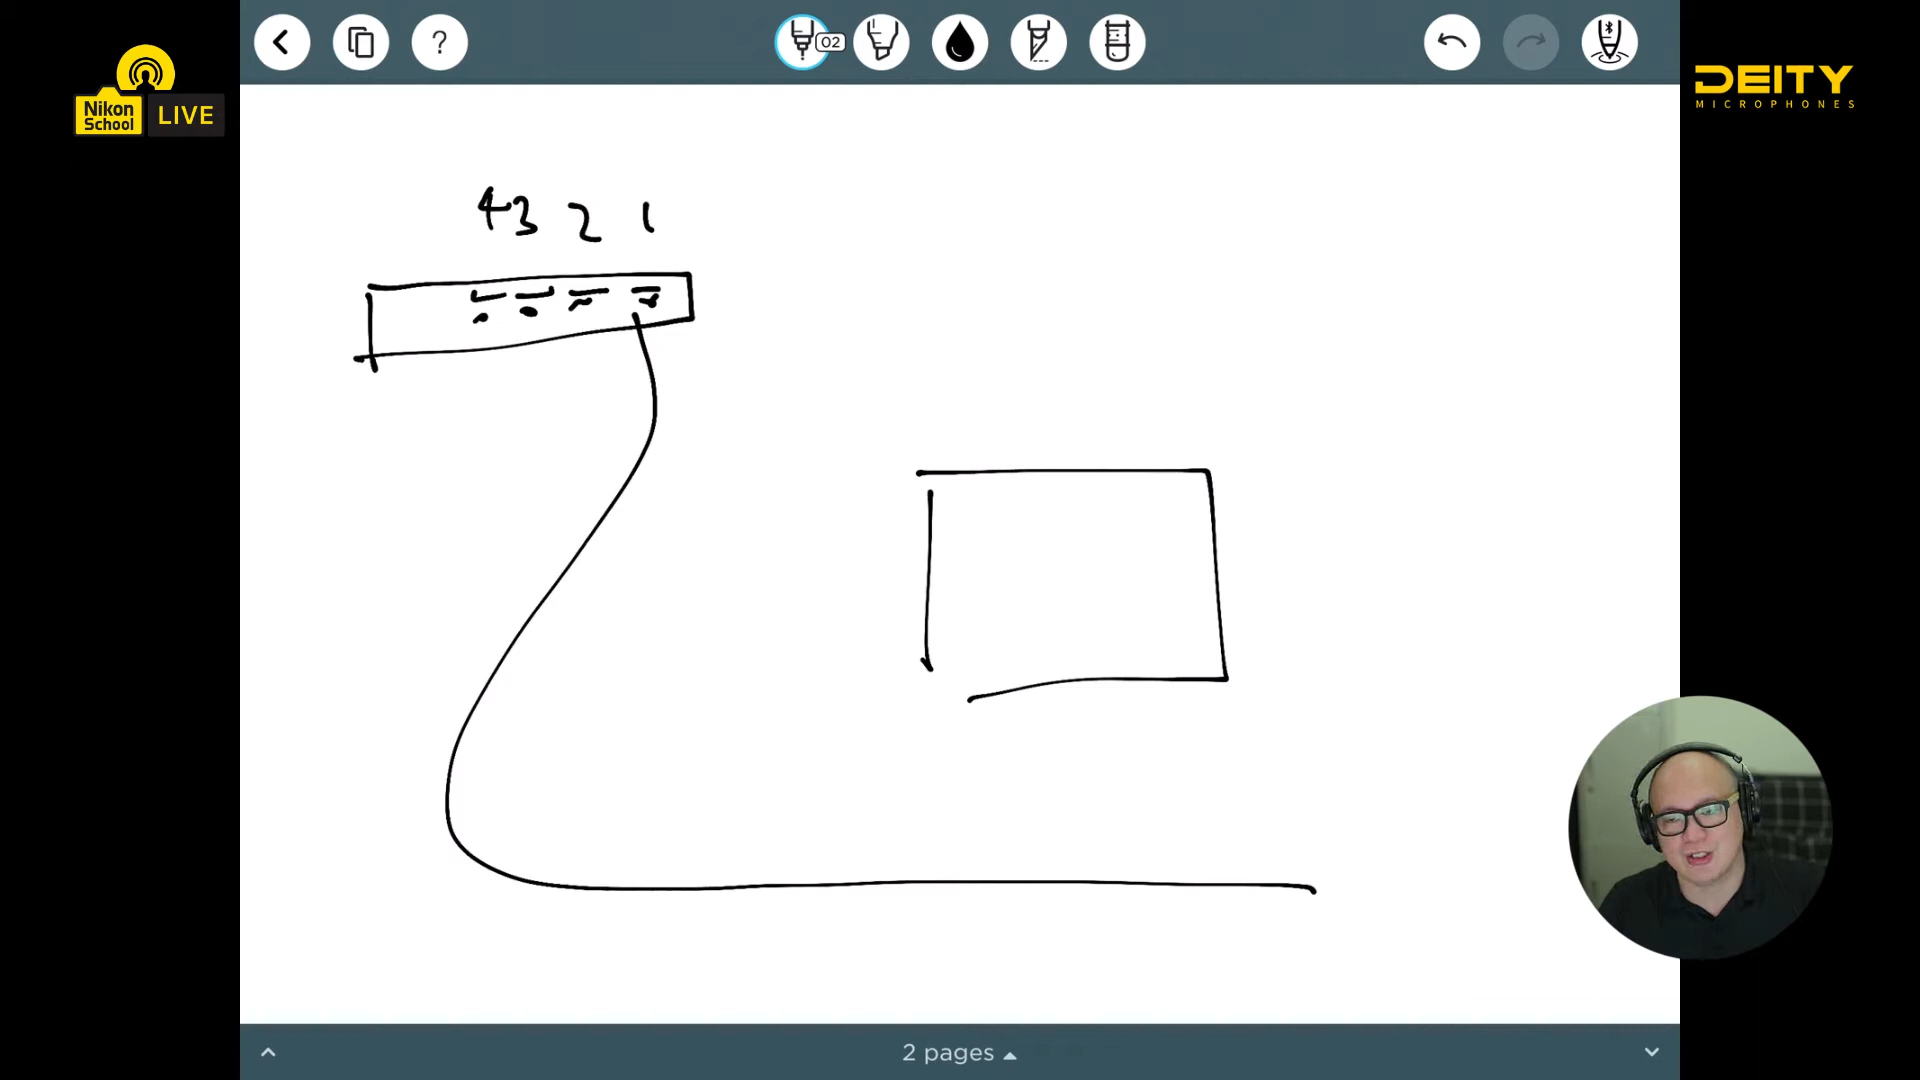 Nikon
School LIVE
?
02
DEITY
MICROPHONES
4 3 2 1
2 pages